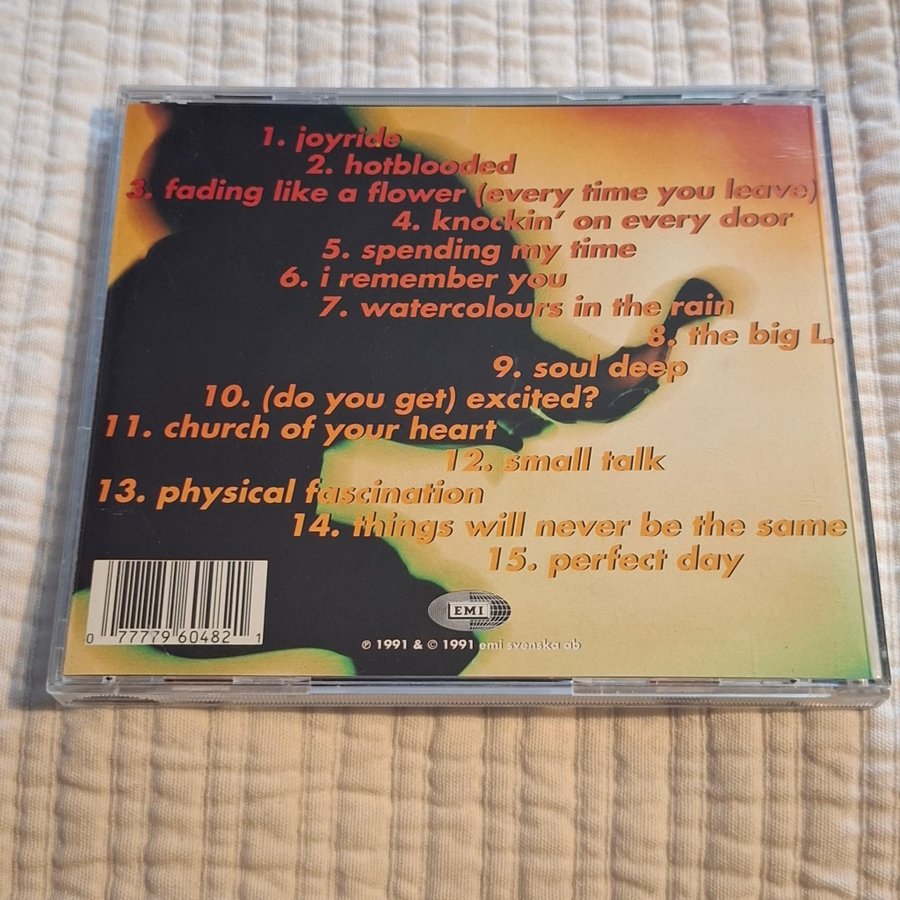 1. joyride
2. hotblooded
3. fading like a flower (every time you leave)
4. knockin' on every door
5. spending my time
6. i remember you
7. watercolours in the rain
8. the big L.
9. soul deep
10. (do you get) excited?
11. church of your heart
12. small talk
13. physical fascination
14. things will never be the same
15. perfect day
EMI
0 77779 60482 1
℗ 1991 & © 1991 emi svenska ab